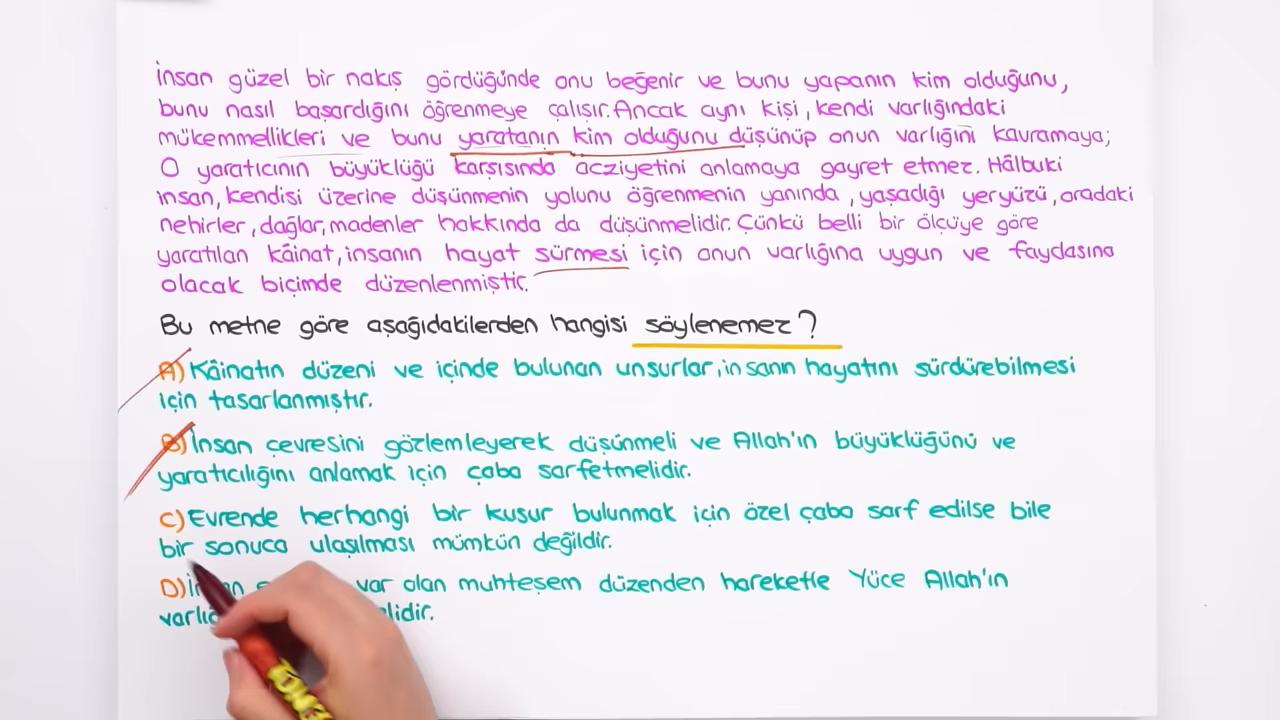 İnsan güzel bir nakış gördüğünde onu beğenir ve bunu yapanın kim olduğunu,
bunu nasıl başardığını öğrenmeye çalışır. Ancak aynı kişi, kendi varlığındaki
mükemmellikleri ve bunu yaratanın kim olduğunu düşünüp onun varlığını kavramaya;
O yaratıcının büyüklüğü karşısında acziyetini anlamaya gayret etmez. Hâlbuki
insan, kendisi üzerine düşünmenin yolunu öğrenmenin yanında, yaşadığı yeryüzü, oradaki
nehirler, dağlar, madenler hakkında da düşünmelidir. Çünkü belli bir ölçüye göre
yaratılan kâinat, insanın hayat sürmesi için onun varlığına uygun ve faydasına
olacak biçimde düzenlenmiştir.
Bu metne göre aşağıdakilerden hangisi söylenemez?
A) Kâinatın düzeni ve içinde bulunan unsurlar, insanın hayatını sürdürebilmesi
için tasarlanmıştır.
B) İnsan çevresini gözlemleyerek düşünmeli ve Allah'ın büyüklüğünü ve
yaratıcılığını anlamak için çaba sarfetmelidir.
C) Evrende herhangi bir kusur bulunmak için özel çaba sarf edilse bile
bir sonuca ulaşılması mümkün değildir.
D) var olan muhteşem düzenden hareketle Yüce Allah'ın